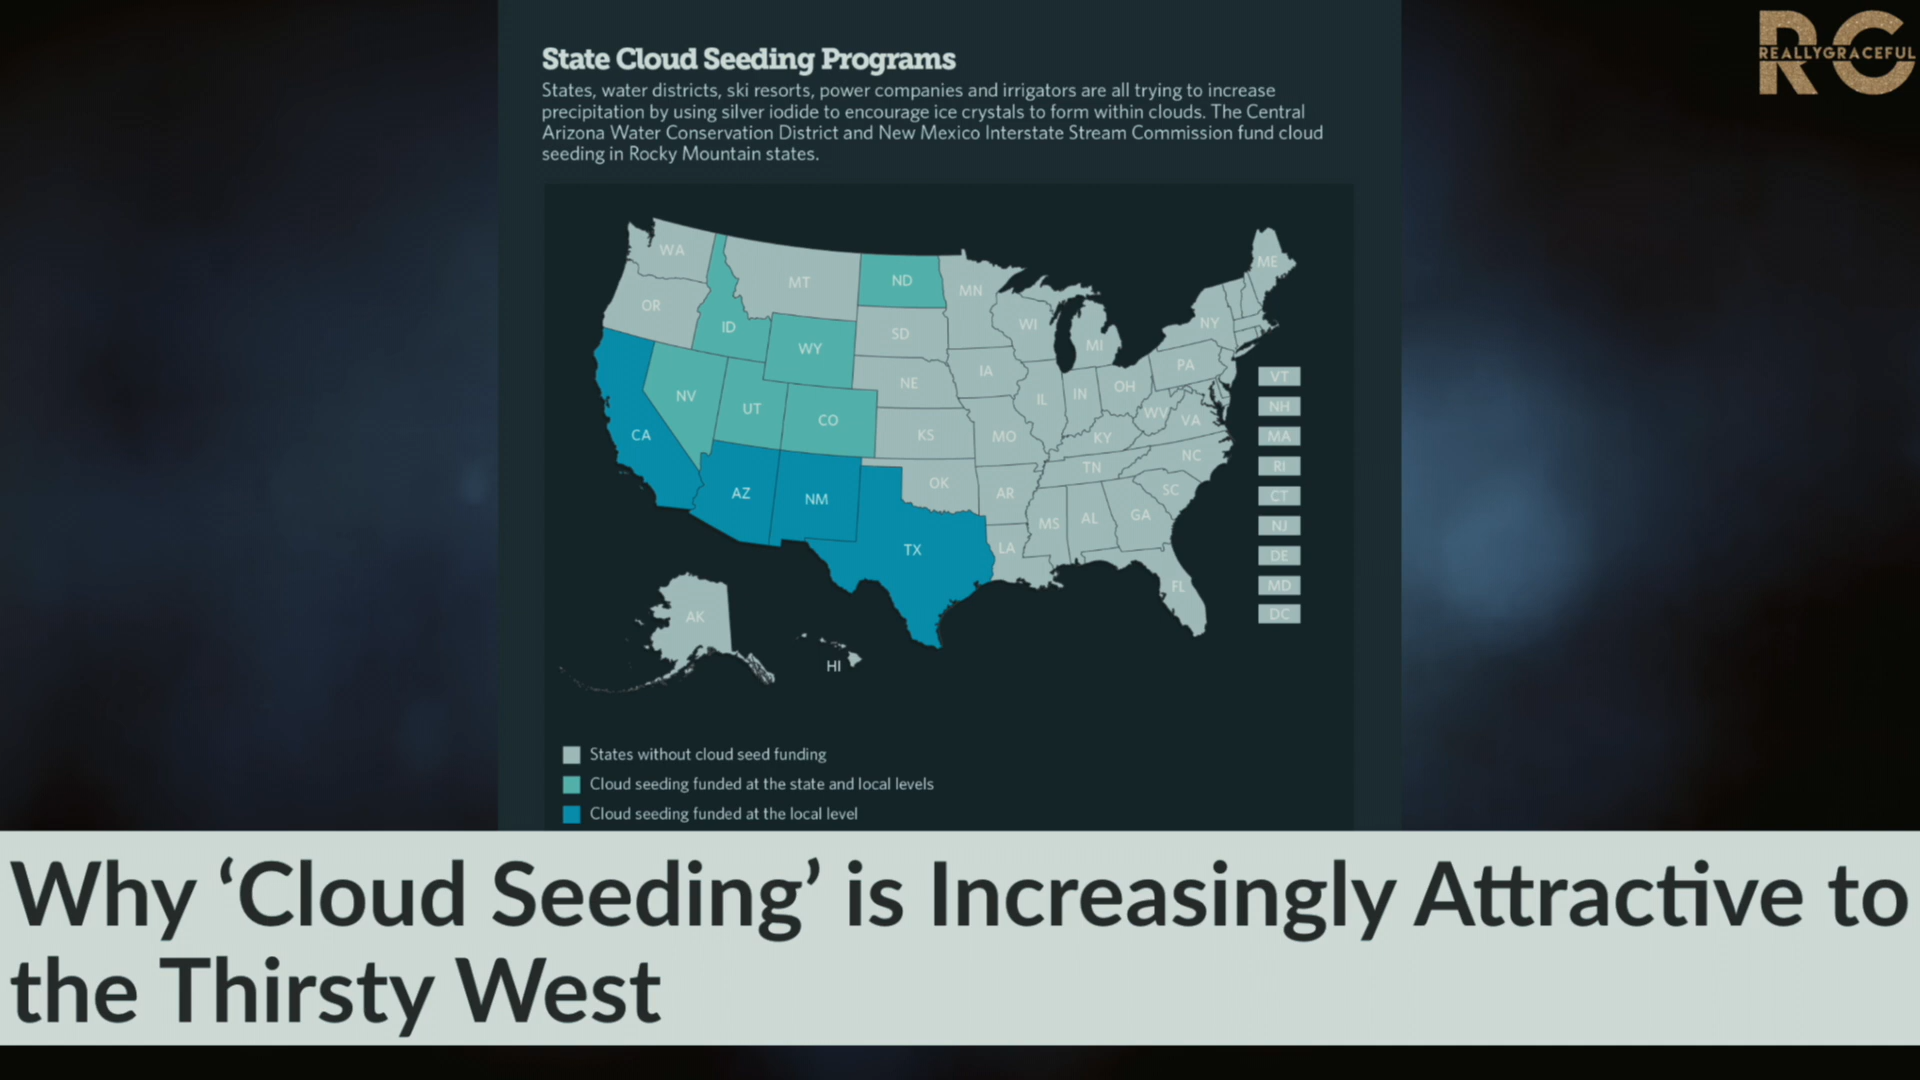 RC
REALLYGRACEFUL
State Cloud Seeding Programs
States, water districts, ski resorts, power companies and irrigators are all trying to increase
precipitation by using silver iodide to encourage ice crystals to form within clouds. The Central
Arizona Water Conservation District and New Mexico Interstate Stream Commission fund cloud
seeding in Rocky Mountain states.
WA
MT
ND
MN
ME
OR
ID
SD
WI
NY
WY
MI
NE
IA
PA
NV
UT
CO
IL
IN
OH
WV
VA
CA
KS
MO
KY
NC
AZ
NM
OK
AR
TN
SC
TX
LA
MS
AL
GA
FL
AK
HI
VT
NH
MA
RI
CT
NJ
DE
MD
DC
States without cloud seed funding
Cloud seeding funded at the state and local levels
Cloud seeding funded at the local level
Why ‘Cloud Seeding’ is Increasingly Attractive to
the Thirsty West